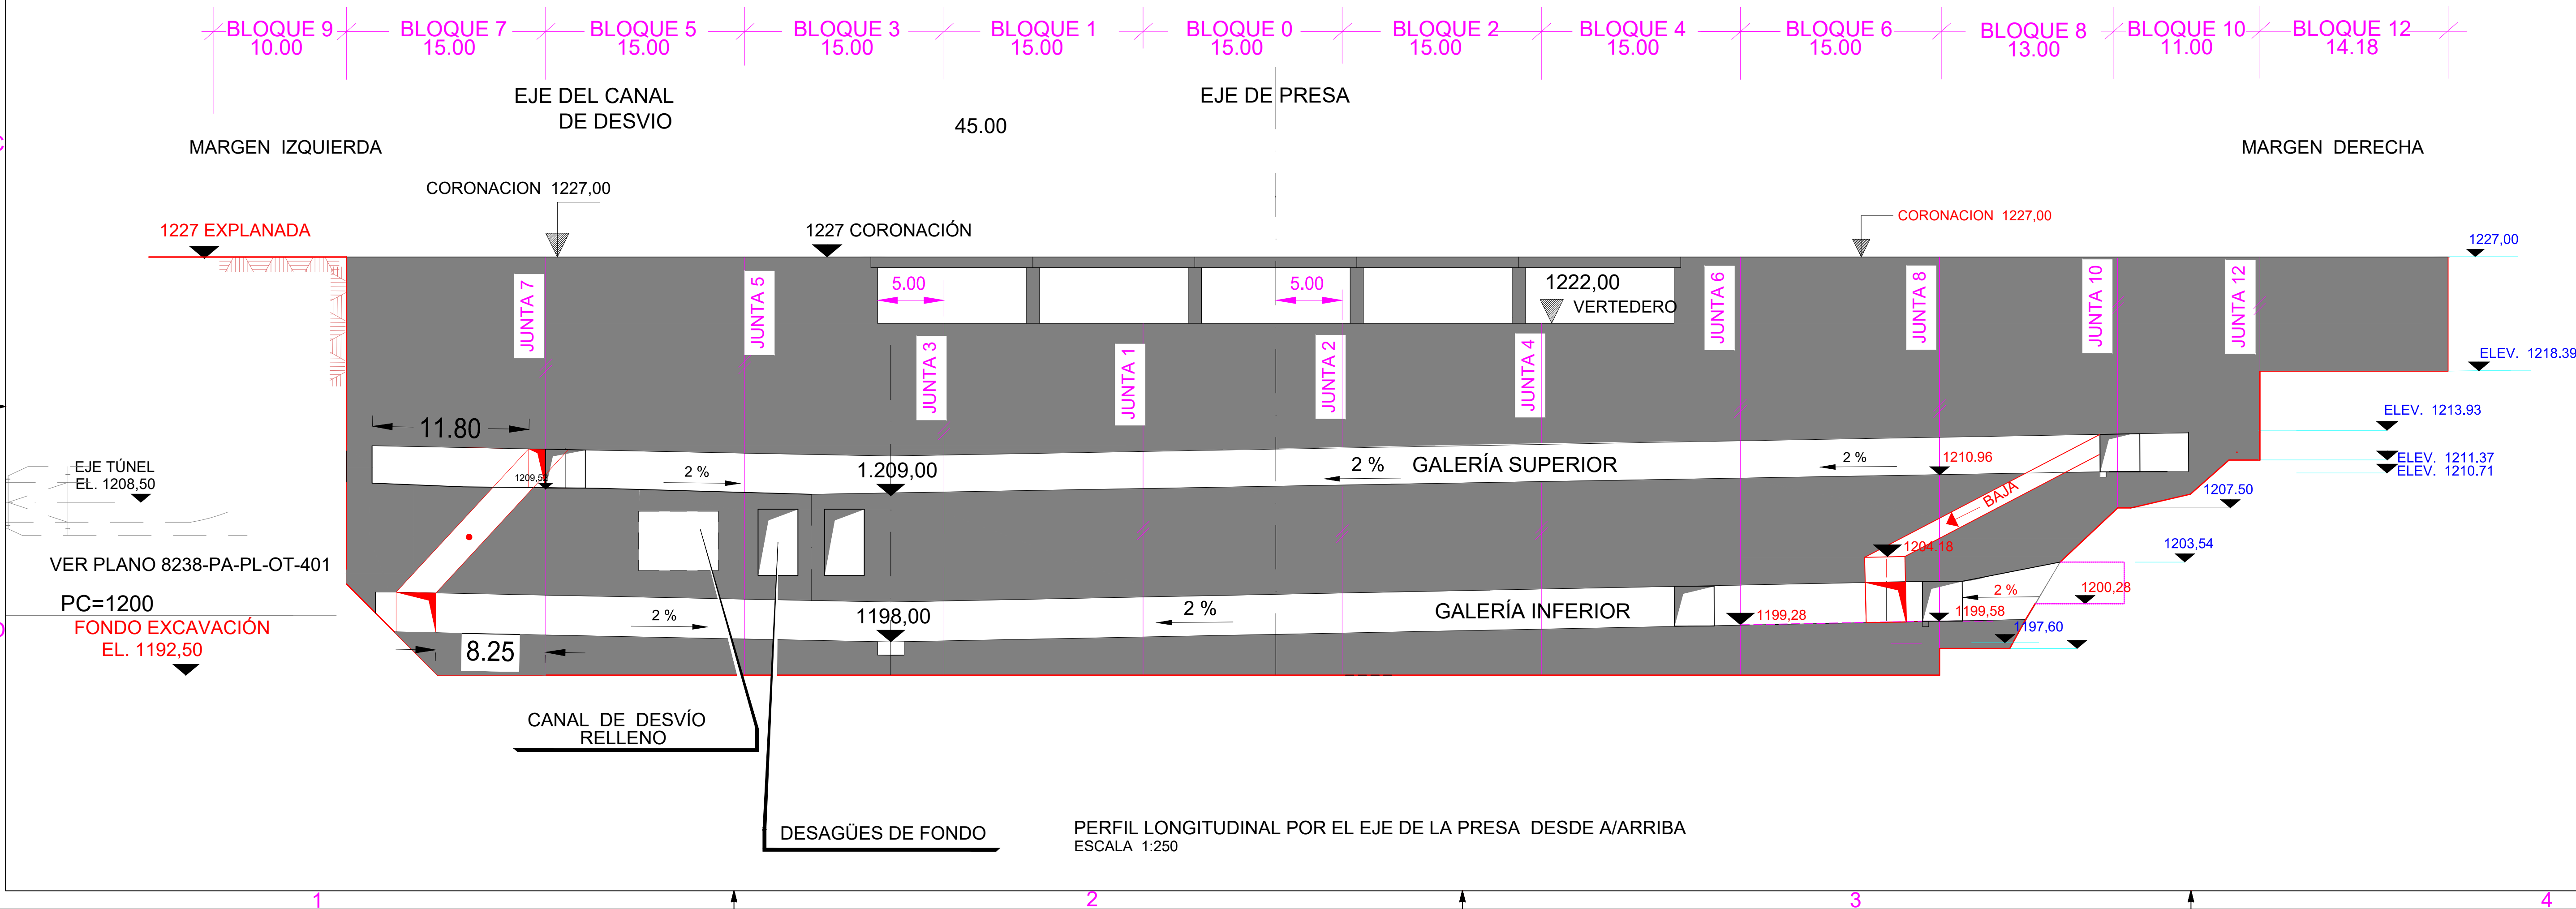 BLOQUE 9
10.00
BLOQUE 7
15.00
BLOQUE 5
15.00
BLOQUE 3
15.00
BLOQUE 1
15.00
BLOQUE 0
15.00
BLOQUE 2
15.00
BLOQUE 4
15.00
BLOQUE 6
15.00
BLOQUE 8
13.00
BLOQUE 10
11.00
BLOQUE 12
14.18
EJE DEL CANAL
DE DESVIO
EJE DE PRESA
45.00
MARGEN IZQUIERDA
MARGEN DERECHA
CORONACION 1227,00
1227 EXPLANADA
1227 CORONACIÓN
CORONACION 1227,00
1227,00
JUNTA 7
JUNTA 5
5.00
JUNTA 3
JUNTA 1
5.00
JUNTA 2
JUNTA 4
1222,00
VERTEDERO
JUNTA 6
JUNTA 8
JUNTA 10
JUNTA 12
ELEV. 1218.39
ELEV. 1213.93
ELEV. 1211.37
ELEV. 1210.71
1207.50
1203,54
11.80
1209,52
2 %
1.209,00
2 %
GALERÍA SUPERIOR
2 %
1210.96
BAJA
1204.18
EJE TÚNEL
EL. 1208,50
VER PLANO 8238-PA-PL-OT-401
PC=1200
FONDO EXCAVACIÓN
EL. 1192,50
8.25
2 %
1198,00
2 %
GALERÍA INFERIOR
1199,28
1199,58
2 %
1200,28
1197,60
CANAL DE DESVÍO
RELLENO
DESAGÜES DE FONDO
PERFIL LONGITUDINAL POR EL EJE DE LA PRESA DESDE A/ARRIBA
ESCALA 1:250
1
2
3
4